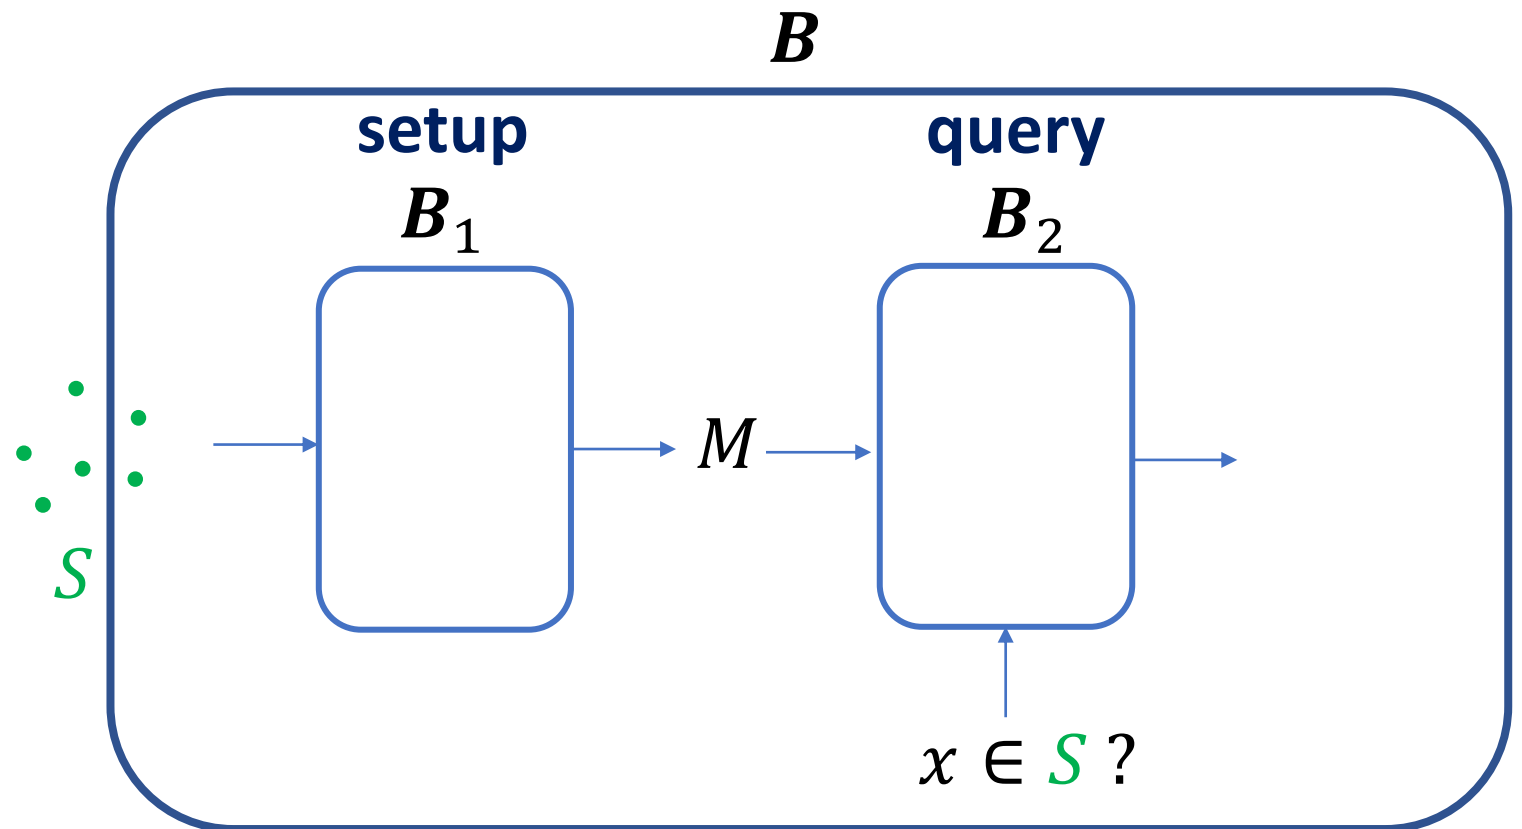 B
setup query
B₁ B₂
M
S
x ∈ S ?